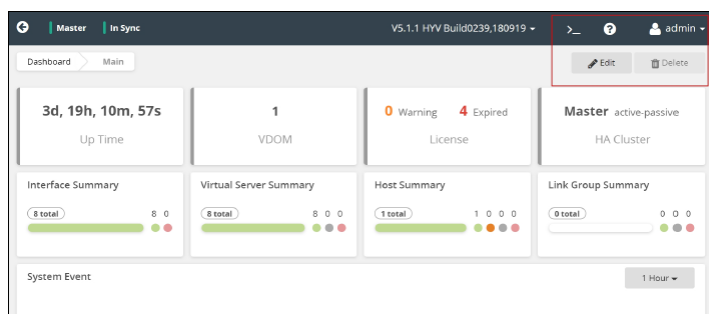 Master In Sync V5.1.1 HYV Build0239,180919 >_ ? admin
Dashboard Main Edit Delete
3d, 19h, 10m, 57s 1 0 Warning 4 Expired Master active-passive
Up Time VDOM License HA Cluster
Interface Summary Virtual Server Summary Host Summary Link Group Summary
8 total 8 0 8 total 8 0 0 1 total 1 0 0 0 0 total 0 0 0
System Event 1 Hour